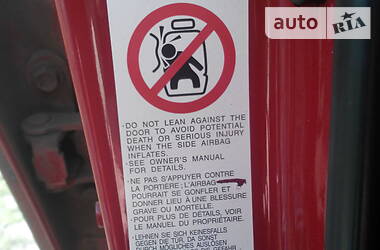 auto RIA
- DO NOT LEAN AGAINST THE
DOOR TO AVOID POTENTIAL
DEATH OR SERIOUS INJURY
WHEN THE SIDE AIRBAG
INFLATES.
- SEE OWNER'S MANUAL
FOR DETAILS.
- NE PAS S'APPUYER CONTRE
LA PORTIERE; L'AIRBAG
POURRAIT SE GONFLER ET
DONNER LIEU À UNE BLESSURE
GRAVE OU MORTELLE.
- POUR PLUS DE DÉTAILS, VOIR
LE MANUEL DU PROPRIÉTAIRE.
LEHNEN SIE SICH KEINESFALLS
GEGEN DIE TÜR, DA SONST
DURCH MÖGLICHES AUSLÖSEN